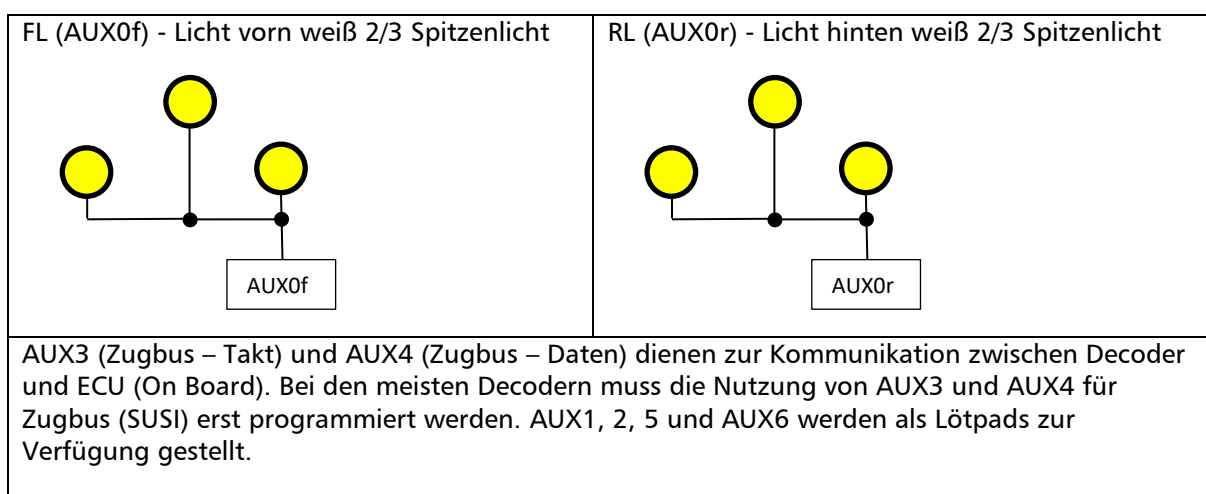 FL (AUX0f) - Licht vorn weiß 2/3 Spitzenlicht
AUX0f
RL (AUX0r) - Licht hinten weiß 2/3 Spitzenlicht
AUX0r
AUX3 (Zugbus – Takt) und AUX4 (Zugbus – Daten) dienen zur Kommunikation zwischen Decoder
und ECU (On Board). Bei den meisten Decodern muss die Nutzung von AUX3 und AUX4 für
Zugbus (SUSI) erst programmiert werden. AUX1, 2, 5 und AUX6 werden als Lötpads zur
Verfügung gestellt.